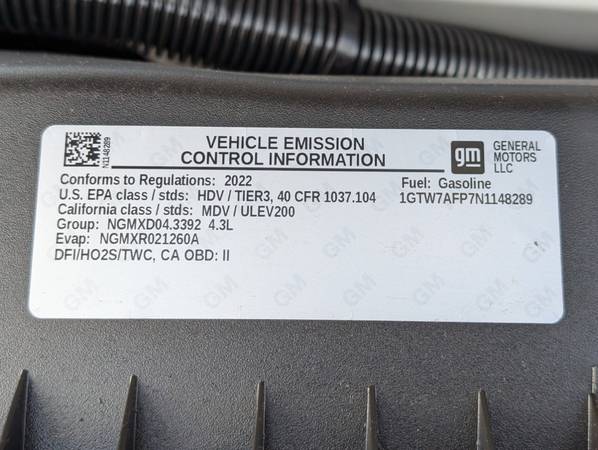 N1148289
VEHICLE EMISSION
CONTROL INFORMATION
gm
GENERAL
MOTORS
LLC
Conforms to Regulations: 2022
Fuel: Gasoline
U.S. EPA class / stds: HDV / TIER3, 40 CFR 1037.104
1GTW7AFP7N1148289
California class / stds: MDV / ULEV200
Group: NGMXD04.3392 4.3L
Evap: NGMXR021260A
DFI/HO2S/TWC, CA OBD: II